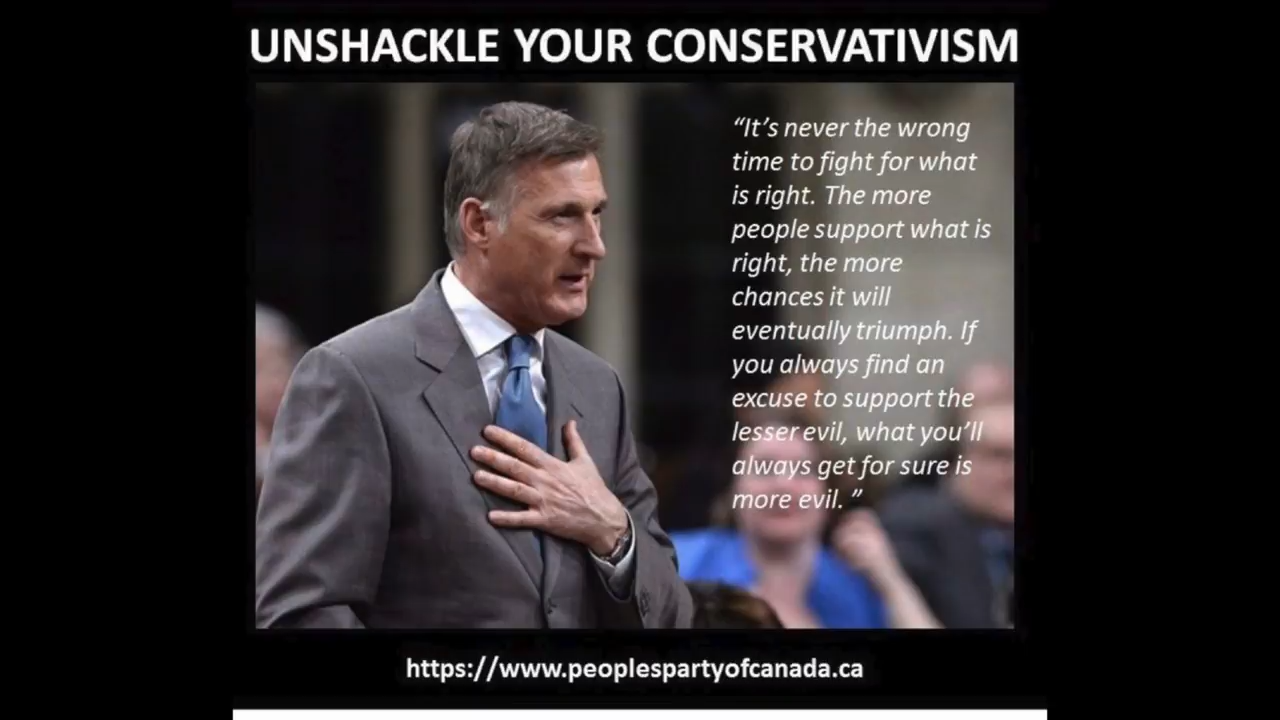 UNSHACKLE YOUR CONSERVATIVISM
“It’s never the wrong
time to fight for what
is right. The more
people support what is
right, the more
chances it will
eventually triumph. If
you always find an
excuse to support the
lesser evil, what you’ll
always get for sure is
more evil. ”
https://www.peoplespartyofcanada.ca